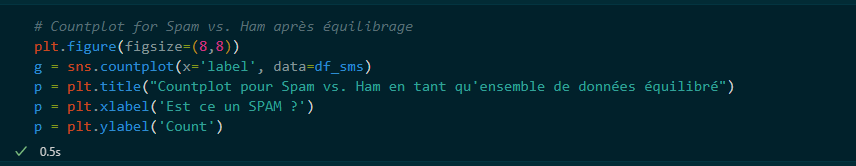 # Countplot for Spam vs. Ham après équilibrage
plt.figure(figsize=(8,8))
g = sns.countplot(x='label', data=df_sms)
p = plt.title("Countplot pour Spam vs. Ham en tant qu'ensemble de données équilibré")
p = plt.xlabel('Est ce un SPAM ?')
p = plt.ylabel('Count')
✓ 0.5s